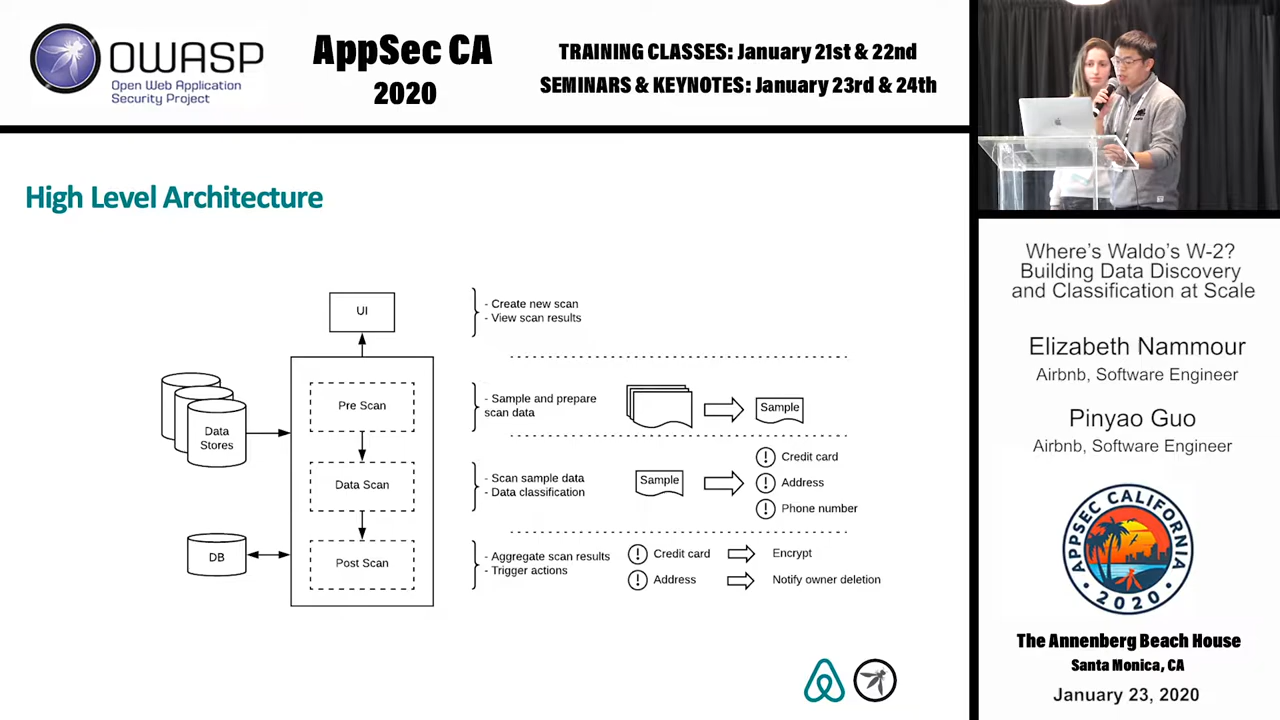 OWASP
Open Web Application
Security Project
AppSec CA
2020
TRAINING CLASSES: January 21st & 22nd
SEMINARS & KEYNOTES: January 23rd & 24th
High Level Architecture
UI
- Create new scan
- View scan results
Data
Stores
Pre Scan
- Sample and prepare
scan data
Sample
Data Scan
- Scan sample data
- Data classification
Sample
! Credit card
! Address
! Phone number
DB
Post Scan
- Aggregate scan results
- Trigger actions
! Credit card
Encrypt
! Address
Notify owner deletion
Where's Waldo's W-2?
Building Data Discovery
and Classification at Scale
Elizabeth Nammour
Airbnb, Software Engineer
Pinyao Guo
Airbnb, Software Engineer
APPSEC CALIFORNIA
• 2020 •
The Annenberg Beach House
Santa Monica, CA
January 23, 2020